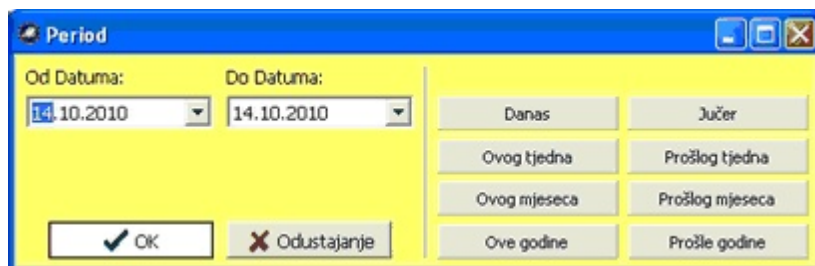 Period
Od Datuma: Do Datuma:
14.10.2010 14.10.2010
Danas Jučer
Ovog tjedna Prošlog tjedna
Ovog mjeseca Prošlog mjeseca
OK Odustajanje Ove godine Prošle godine